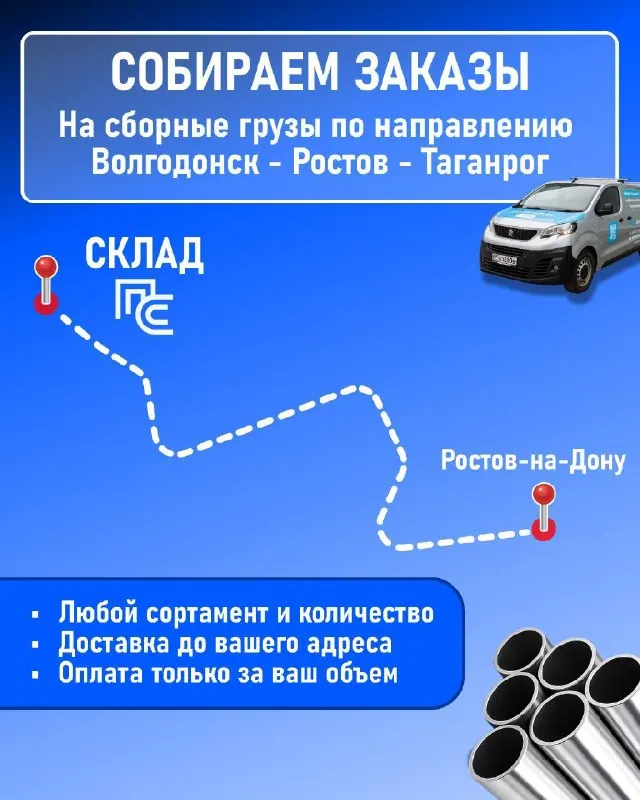 СОБИРАЕМ ЗАКАЗЫ
На сборные грузы по направлению
Волгодонск - Ростов - Таганрог
СКЛАД
ПС
Ростов-на-Дону
▪ Любой сортамент и количество
▪ Доставка до вашего адреса
▪ Оплата только за ваш объем